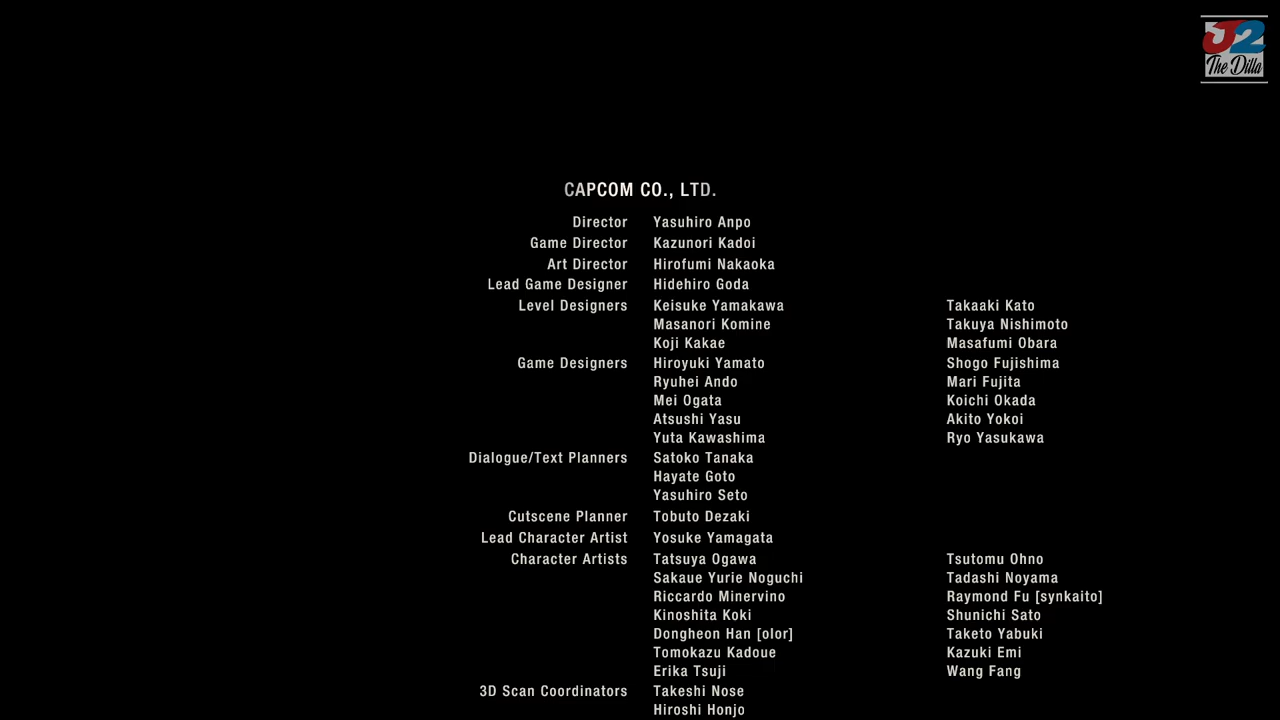 J2
The Dilla
CAPCOM CO., LTD.
Director Yasuhiro Anpo
Game Director Kazunori Kadoi
Art Director Hirofumi Nakaoka
Lead Game Designer Hidehiro Goda
Level Designers Keisuke Yamakawa Takaaki Kato
Masanori Komine Takuya Nishimoto
Koji Kakae Masafumi Obara
Game Designers Hiroyuki Yamato Shogo Fujishima
Ryuhei Ando Mari Fujita
Mei Ogata Koichi Okada
Atsushi Yasu Akito Yokoi
Yuta Kawashima Ryo Yasukawa
Dialogue/Text Planners Satoko Tanaka
Hayate Goto
Yasuhiro Seto
Cutscene Planner Tobuto Dezaki
Lead Character Artist Yosuke Yamagata
Character Artists Tatsuya Ogawa Tsutomu Ohno
Sakaue Yurie Noguchi Tadashi Noyama
Riccardo Minervino Raymond Fu [synkaito]
Kinoshita Koki Shunichi Sato
Dongheon Han [olor] Taketo Yabuki
Tomokazu Kadoue Kazuki Emi
Erika Tsuji Wang Fang
3D Scan Coordinators Takeshi Nose
Hiroshi Honjo